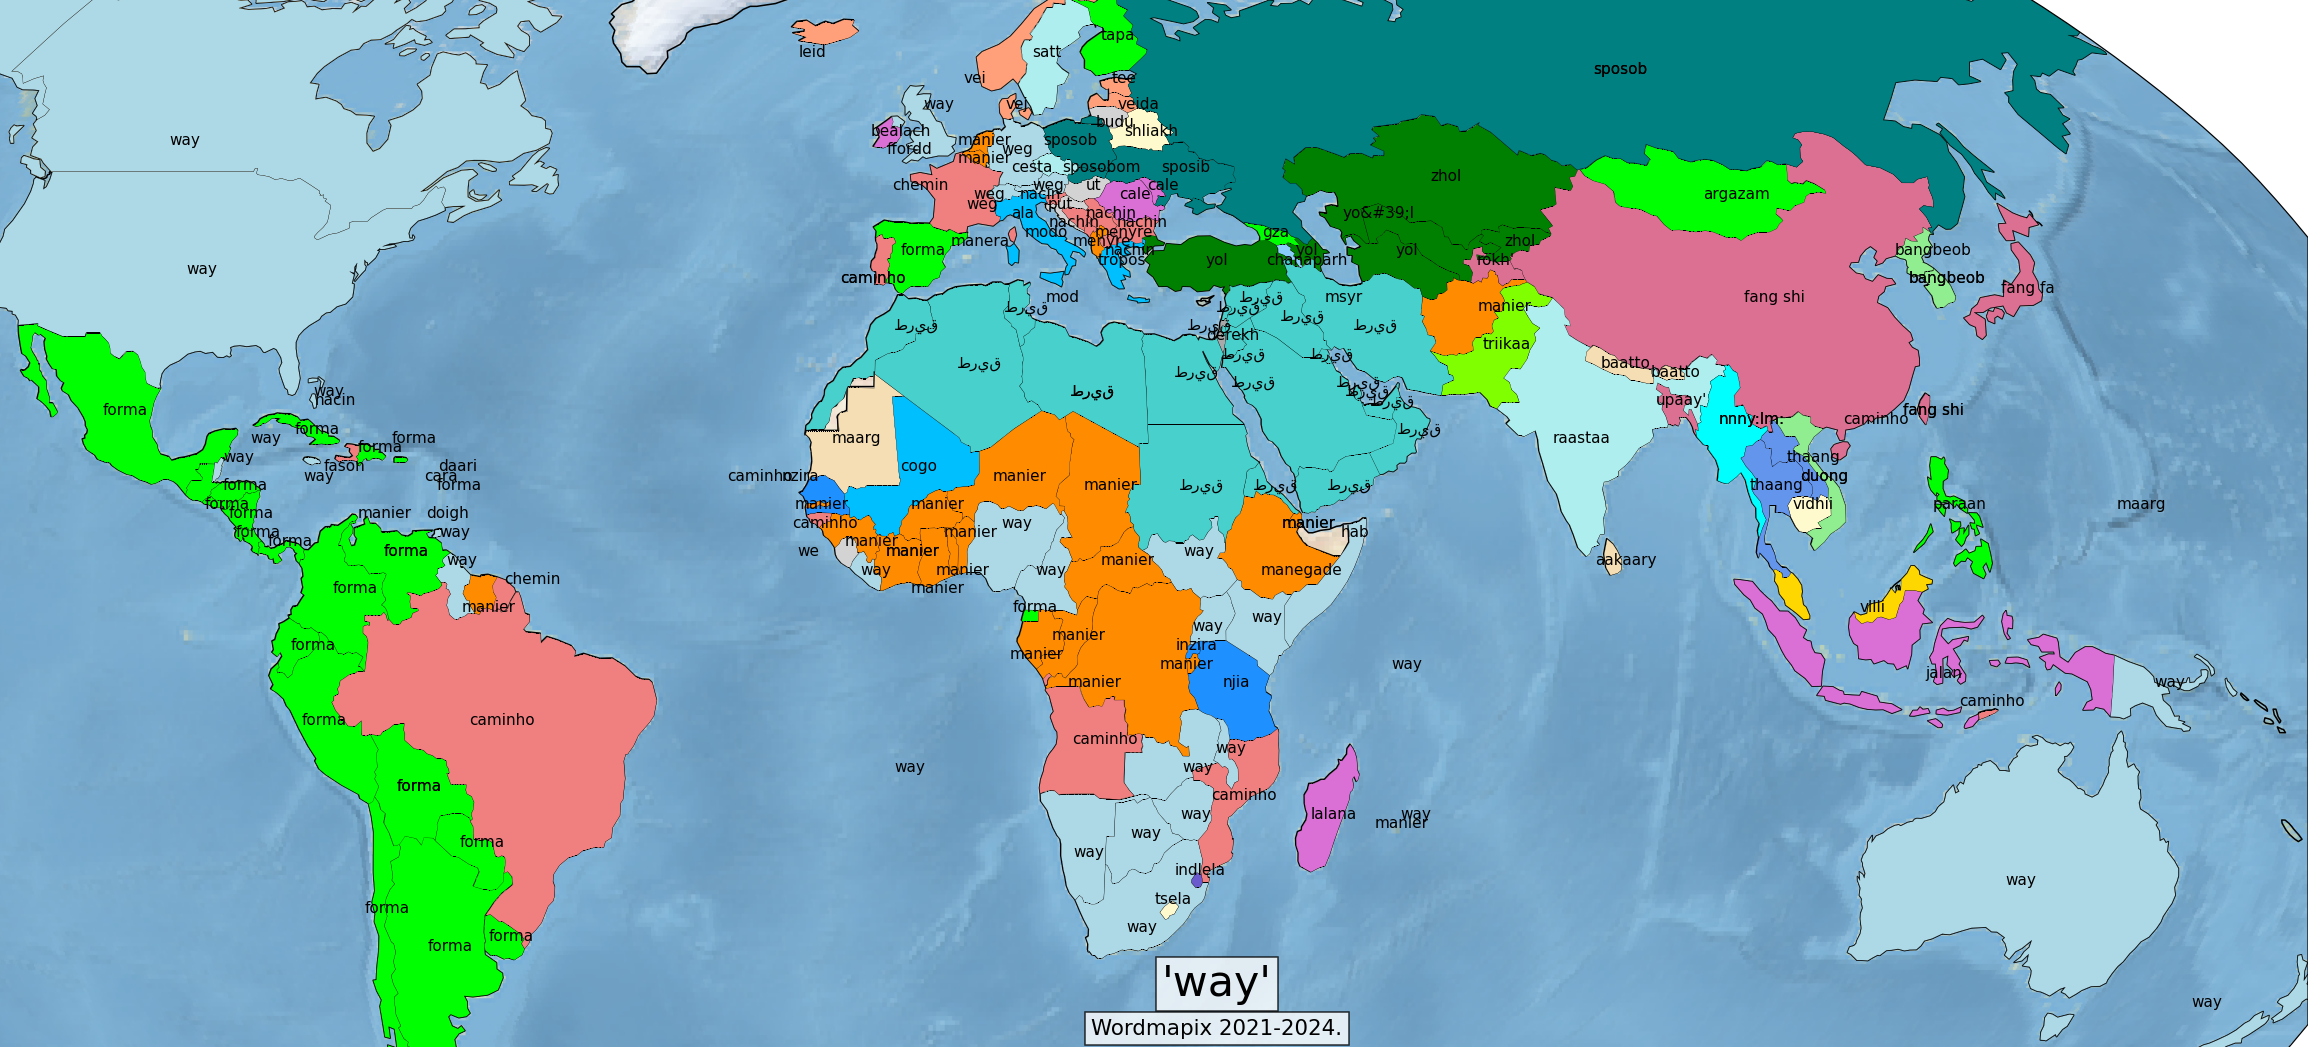 tapa
satt
leid
sposob
vei
tee
way
vej
veida
budu
shliakh
bealach
ffordd
manier
manier
weg
sposob
way
cesta
sposobom
sposib
chemin
weg
ut
cale
cale
weg
nacin
zhol
argazam
weg
ala
put
nachin
nachin
nachin
yo&#39;l
modo
menyre
menyre
gza
manera
forma
nachin
yol
yol
zhol
bangbeob
way
tropos
yol
chanaparh
rokh
caminho
bangbeob
fang fa
mod
طريق
msyr
fang shi
طريق
طريق
manier
طريق
طريق
طريق
طريق
derekh
triikaa
طريق
طريق
طريق
baatto
baatto
طريق
طريق
طريق
way
nacin
طريق
طريق
طريق
upaay'
forma
fang shi
nnny:lm:
caminho
forma
way
forma
maarg
طريق
raastaa
way
forma
thaang
fason
daari
cogo
way
cara
caminho
nzira
manier
duong
forma
forma
manier
طريق
طريق
طريق
thaang
forma
manier
manier
vidhii
paraan
maarg
forma
manier
doigh
caminho
way
manier
forma
way
manier
hab
forma
manier
forma
we
manier
way
way
manier
aakaary
way
manier
way
manegade
chemin
forma
manier
manier
forma
vllli
way
way
manier
forma
inzira
manier
manier
way
jalan
manier
njia
way
caminho
forma
caminho
caminho
way
way
way
forma
caminho
way
lalana
way
manier
way
forma
way
indlela
way
tsela
forma
way
forma
forma
'way'
way
Wordmapix 2021-2024.